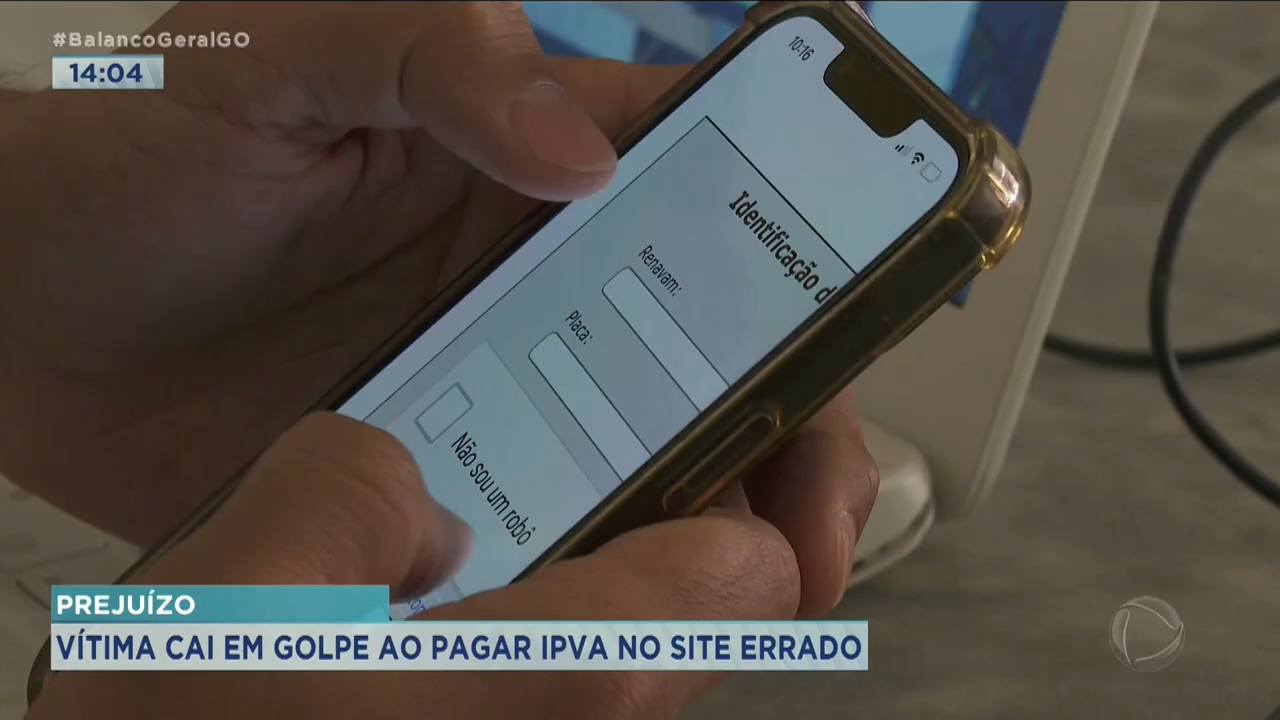 #BalancoGeralGO
14:04
10:16
Identificação d
Renavam:
Placa:
Não sou um robô
PREJUÍZO
VÍTIMA CAI EM GOLPE AO PAGAR IPVA NO SITE ERRADO